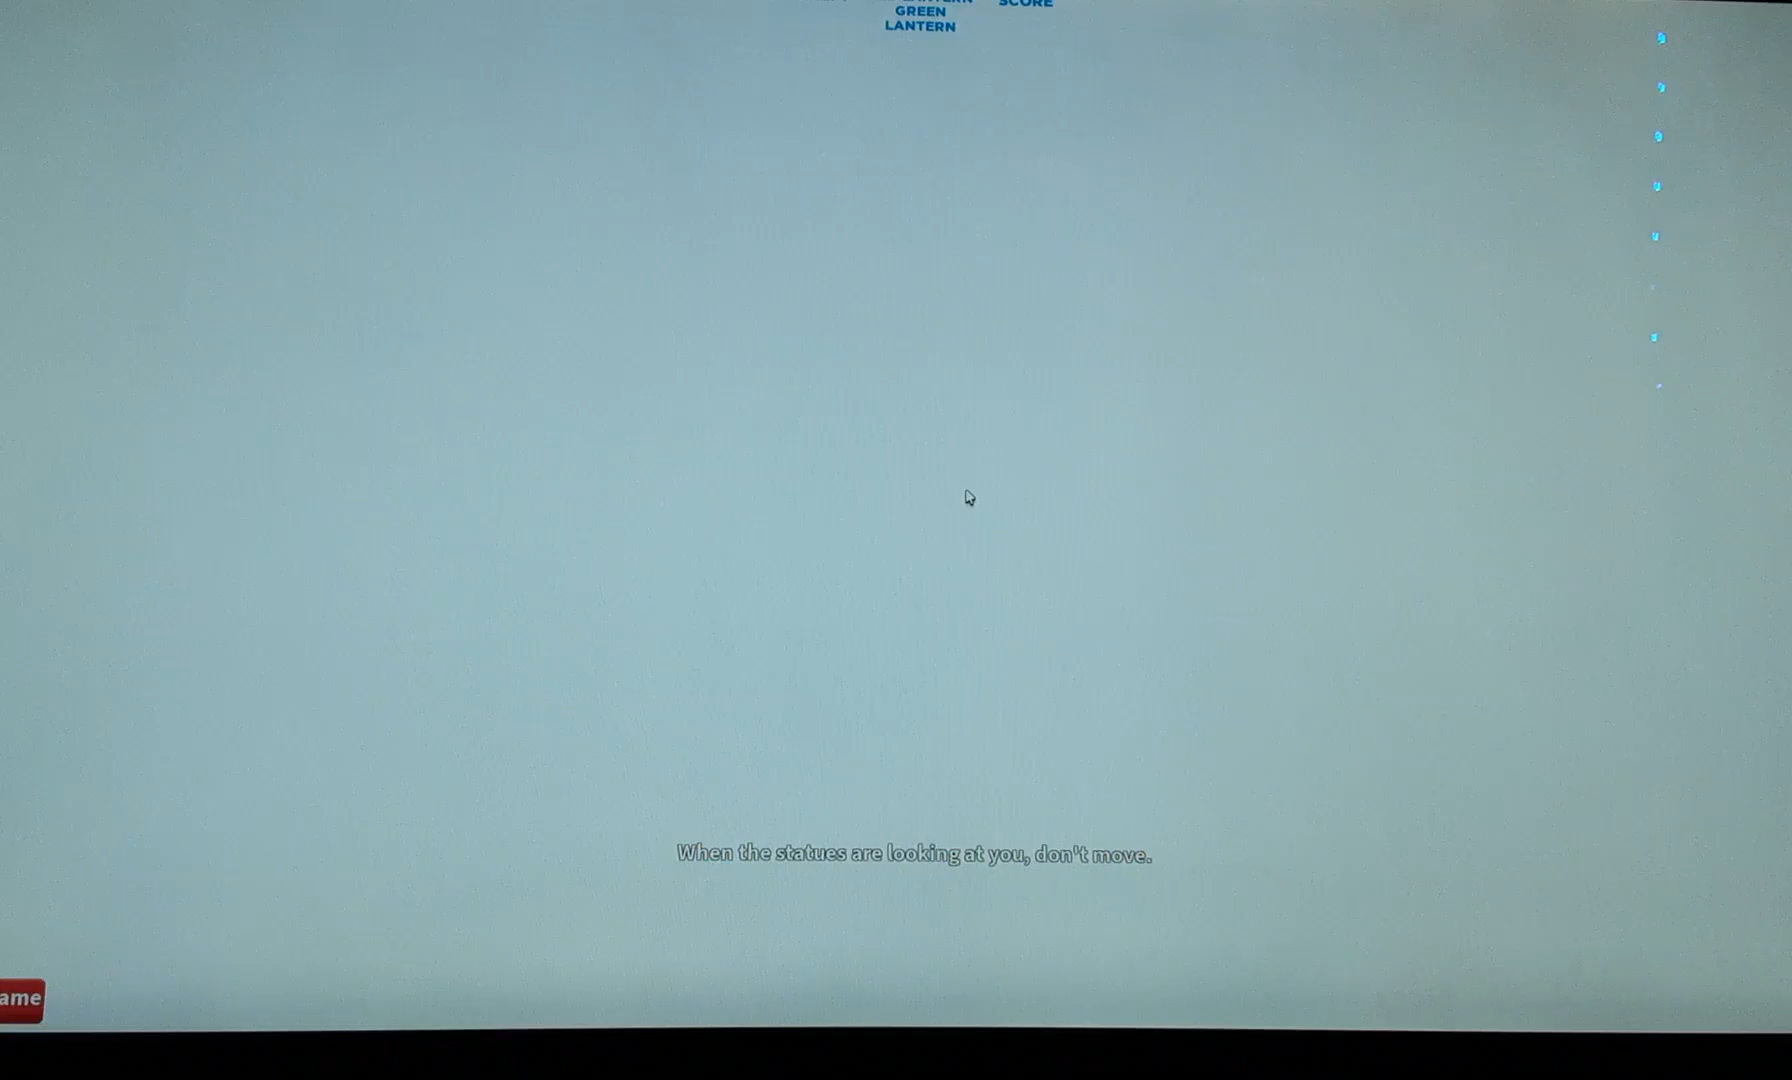 SCORE
GREEN
LANTERN
When the statues are looking at you, don't move.
ame